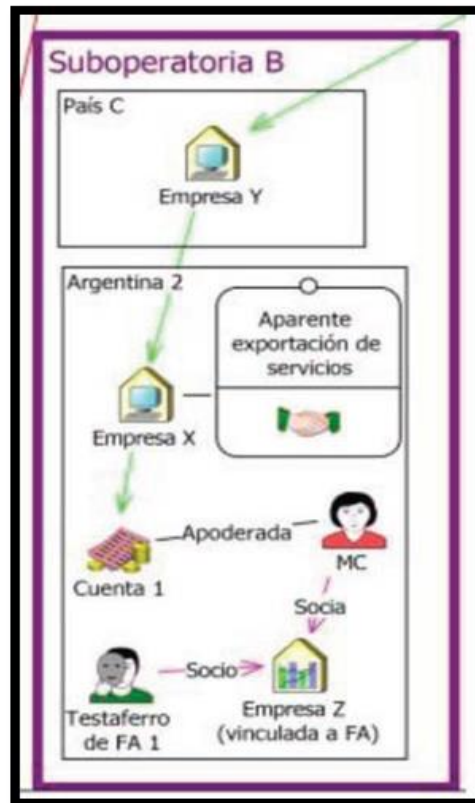 Suboperatoria B
País C
Empresa Y
Argentina 2
Aparente
exportación de
servicios
Empresa X
Apoderada
Cuenta 1
MC
Socia
Socio
Testaferro
de FA 1
Empresa Z
(vinculada a FA)